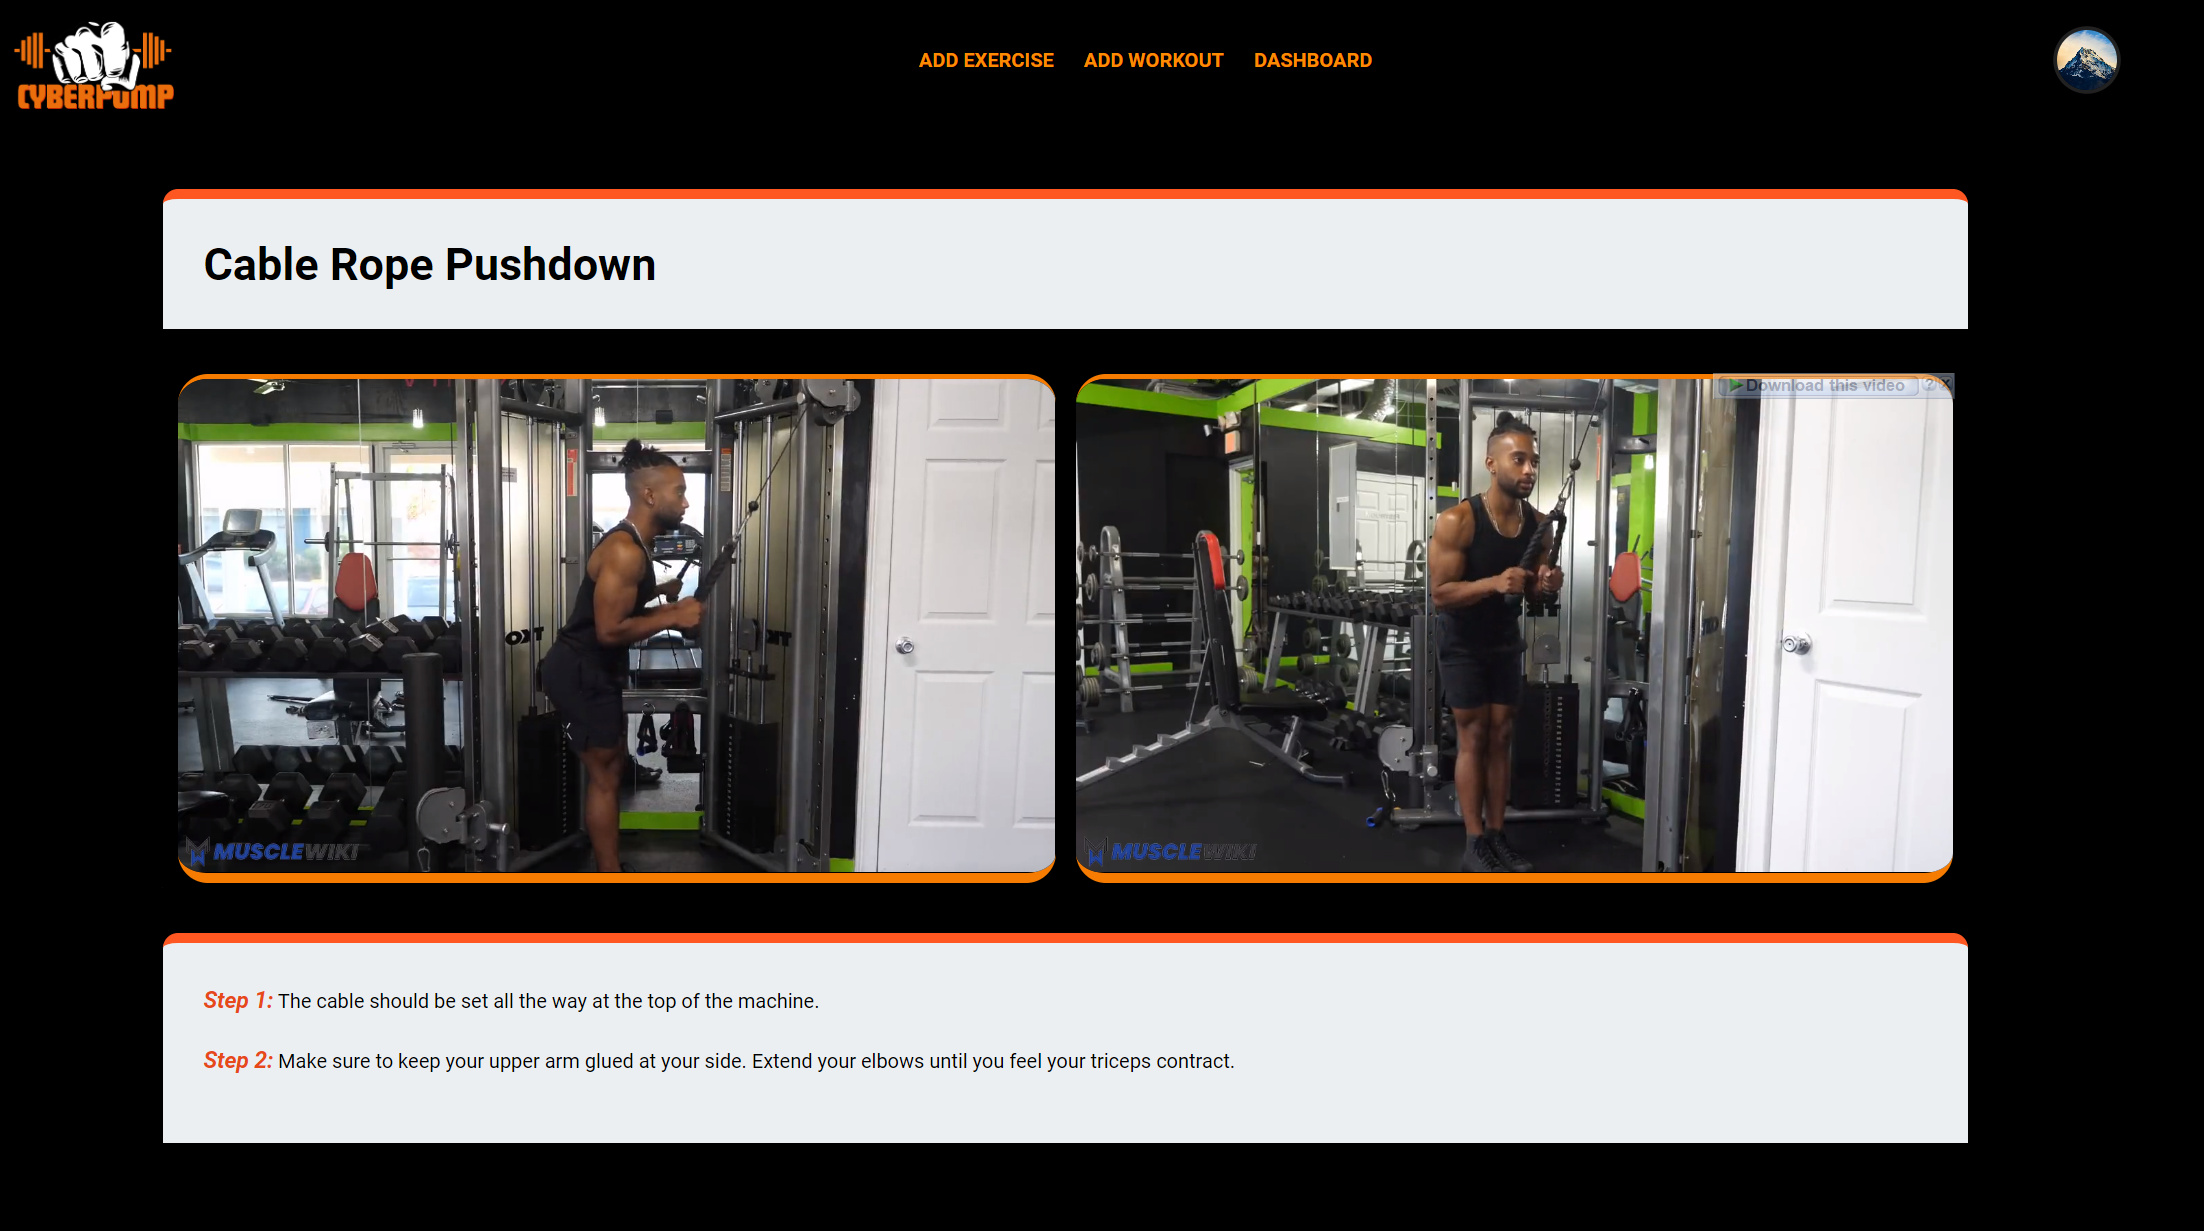 CYBERPUMP
ADD EXERCISE ADD WORKOUT DASHBOARD
Cable Rope Pushdown
Download this video ? X
TKO
MUSCLEWIKI
MUSCLEWIKI
Step 1: The cable should be set all the way at the top of the machine.
Step 2: Make sure to keep your upper arm glued at your side. Extend your elbows until you feel your triceps contract.